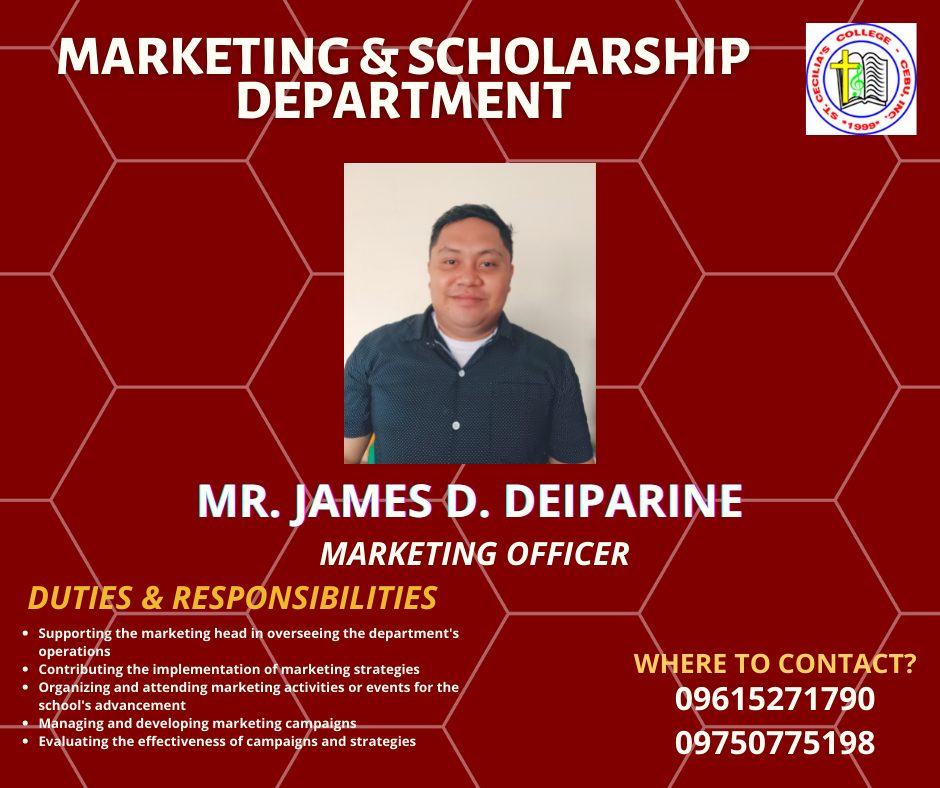 MARKETING & SCHOLARSHIP
DEPARTMENT
ST. CECILIA'S COLLEGE - CEBU, INC.
*1999*
MR. JAMES D. DEIPARINE
MARKETING OFFICER
DUTIES & RESPONSIBILITIES
• Supporting the marketing head in overseeing the department's
operations
• Contributing the implementation of marketing strategies
• Organizing and attending marketing activities or events for the
school's advancement
• Managing and developing marketing campaigns
• Evaluating the effectiveness of campaigns and strategies
WHERE TO CONTACT?
09615271790
09750775198